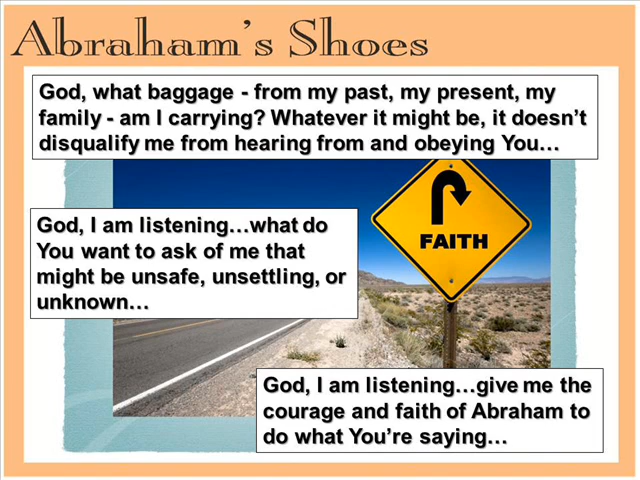 Abraham's Shoes
God, what baggage - from my past, my present, my
family - am I carrying? Whatever it might be, it doesn't
disqualify me from hearing from and obeying You…
God, I am listening…what do
You want to ask of me that
might be unsafe, unsettling, or
unknown…
FAITH
God, I am listening…give me the
courage and faith of Abraham to
do what You're saying…